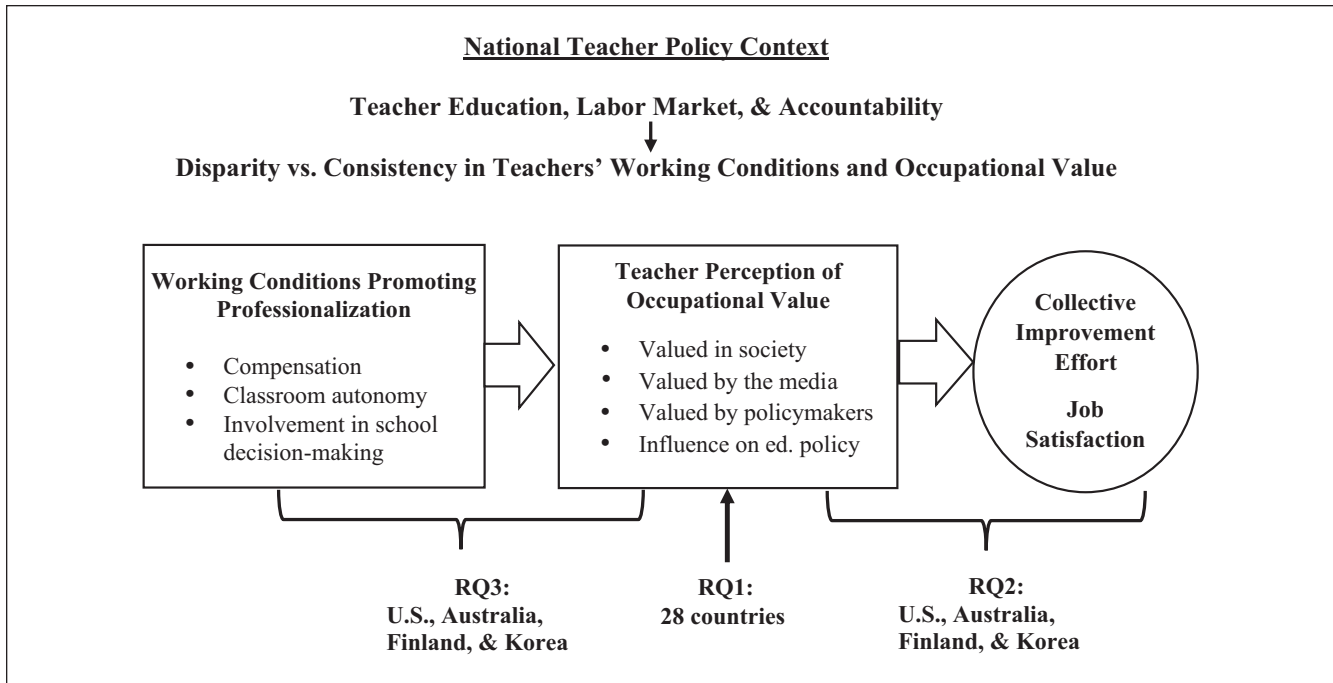 National Teacher Policy Context
Teacher Education, Labor Market, & Accountability
Disparity vs. Consistency in Teachers’ Working Conditions and Occupational Value
Working Conditions Promoting
Professionalization
• Compensation
• Classroom autonomy
• Involvement in school
decision-making
Teacher Perception of
Occupational Value
• Valued in society
• Valued by the media
• Valued by policymakers
• Influence on ed. policy
Collective
Improvement
Effort
Job
Satisfaction
RQ3:
U.S., Australia,
Finland, & Korea
RQ1:
28 countries
RQ2:
U.S., Australia,
Finland, & Korea